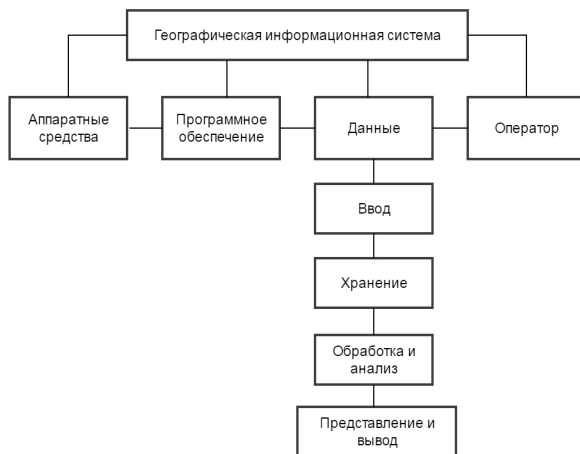 Географическая информационная система
Аппаратные
средства
Программное
обеспечение
Данные
Оператор
Ввод
Хранение
Обработка и
анализ
Представление и
вывод